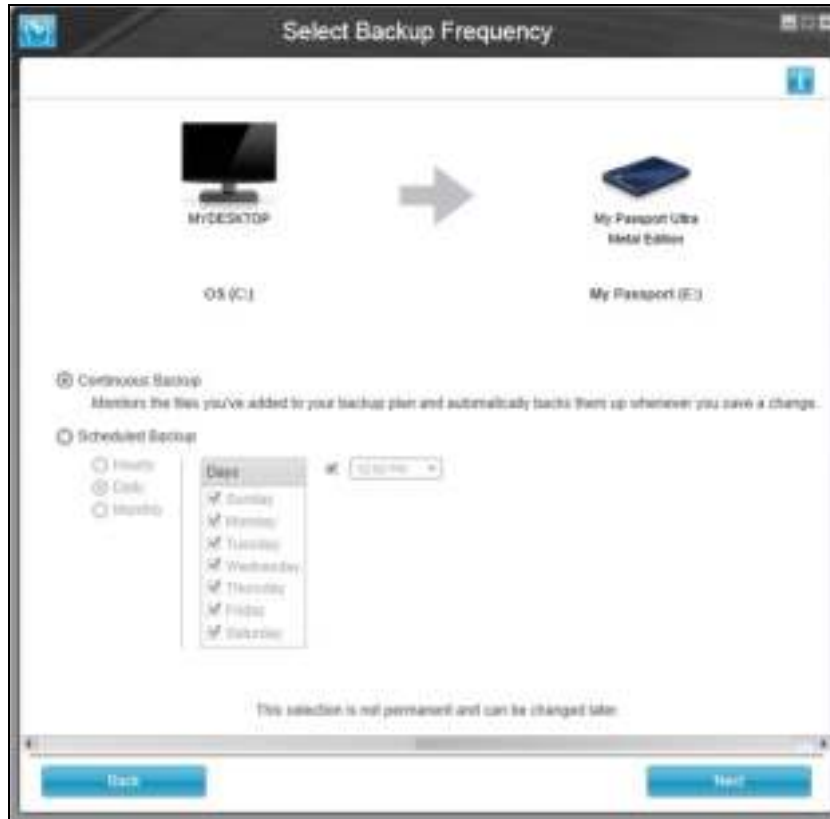 Select Backup Frequency
MYDESKTOP
My Passport Ultra
Metal Edition
OS (C:)
My Passport (E:)
Continuous Backup
Monitors the files you've added to your backup plan and automatically backs them up whenever you save a change.
Scheduled Backup
Hourly
Daily
Monthly
Days
Sunday
Monday
Tuesday
Wednesday
Thursday
Friday
Saturday
This selection is not permanent and can be changed later.
Back
Next